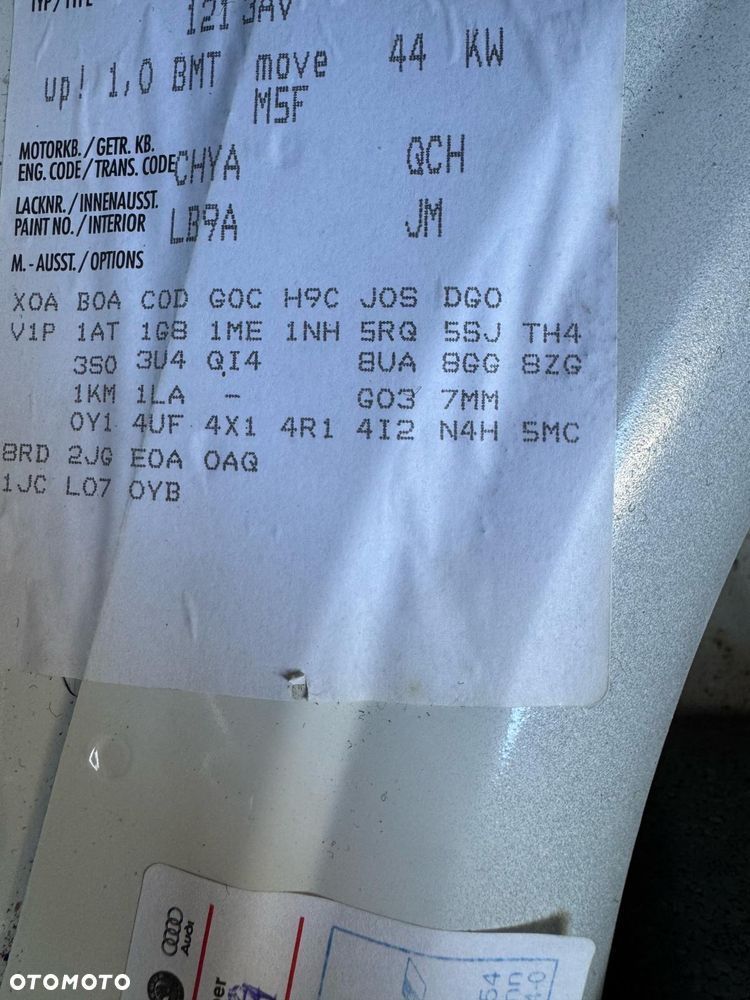 TYP / TYPE
121 JAV
up! 1,0 BMT move 44 KW
M5F
MOTORKB. / GETR. KB.
ENG. CODE / TRANS. CODE CHYA QCH
LACKNR. / INNENAUSST.
PAINT NO. / INTERIOR LB9A JM
M. - AUSST. / OPTIONS
X0A B0A C0D G0C H9C J0S DG0
V1P 1AT 1G8 1ME 1NH 5RQ 5SJ TH4
3S0 3U4 QI4 8UA 8GG 8ZG
1KM 1LA - G03 7MM
0Y1 4UF 4X1 4R1 4I2 N4H 5MC
8RD 2JG E0A 0AQ
1JC L07 0YB
Audi
OTOMOTO